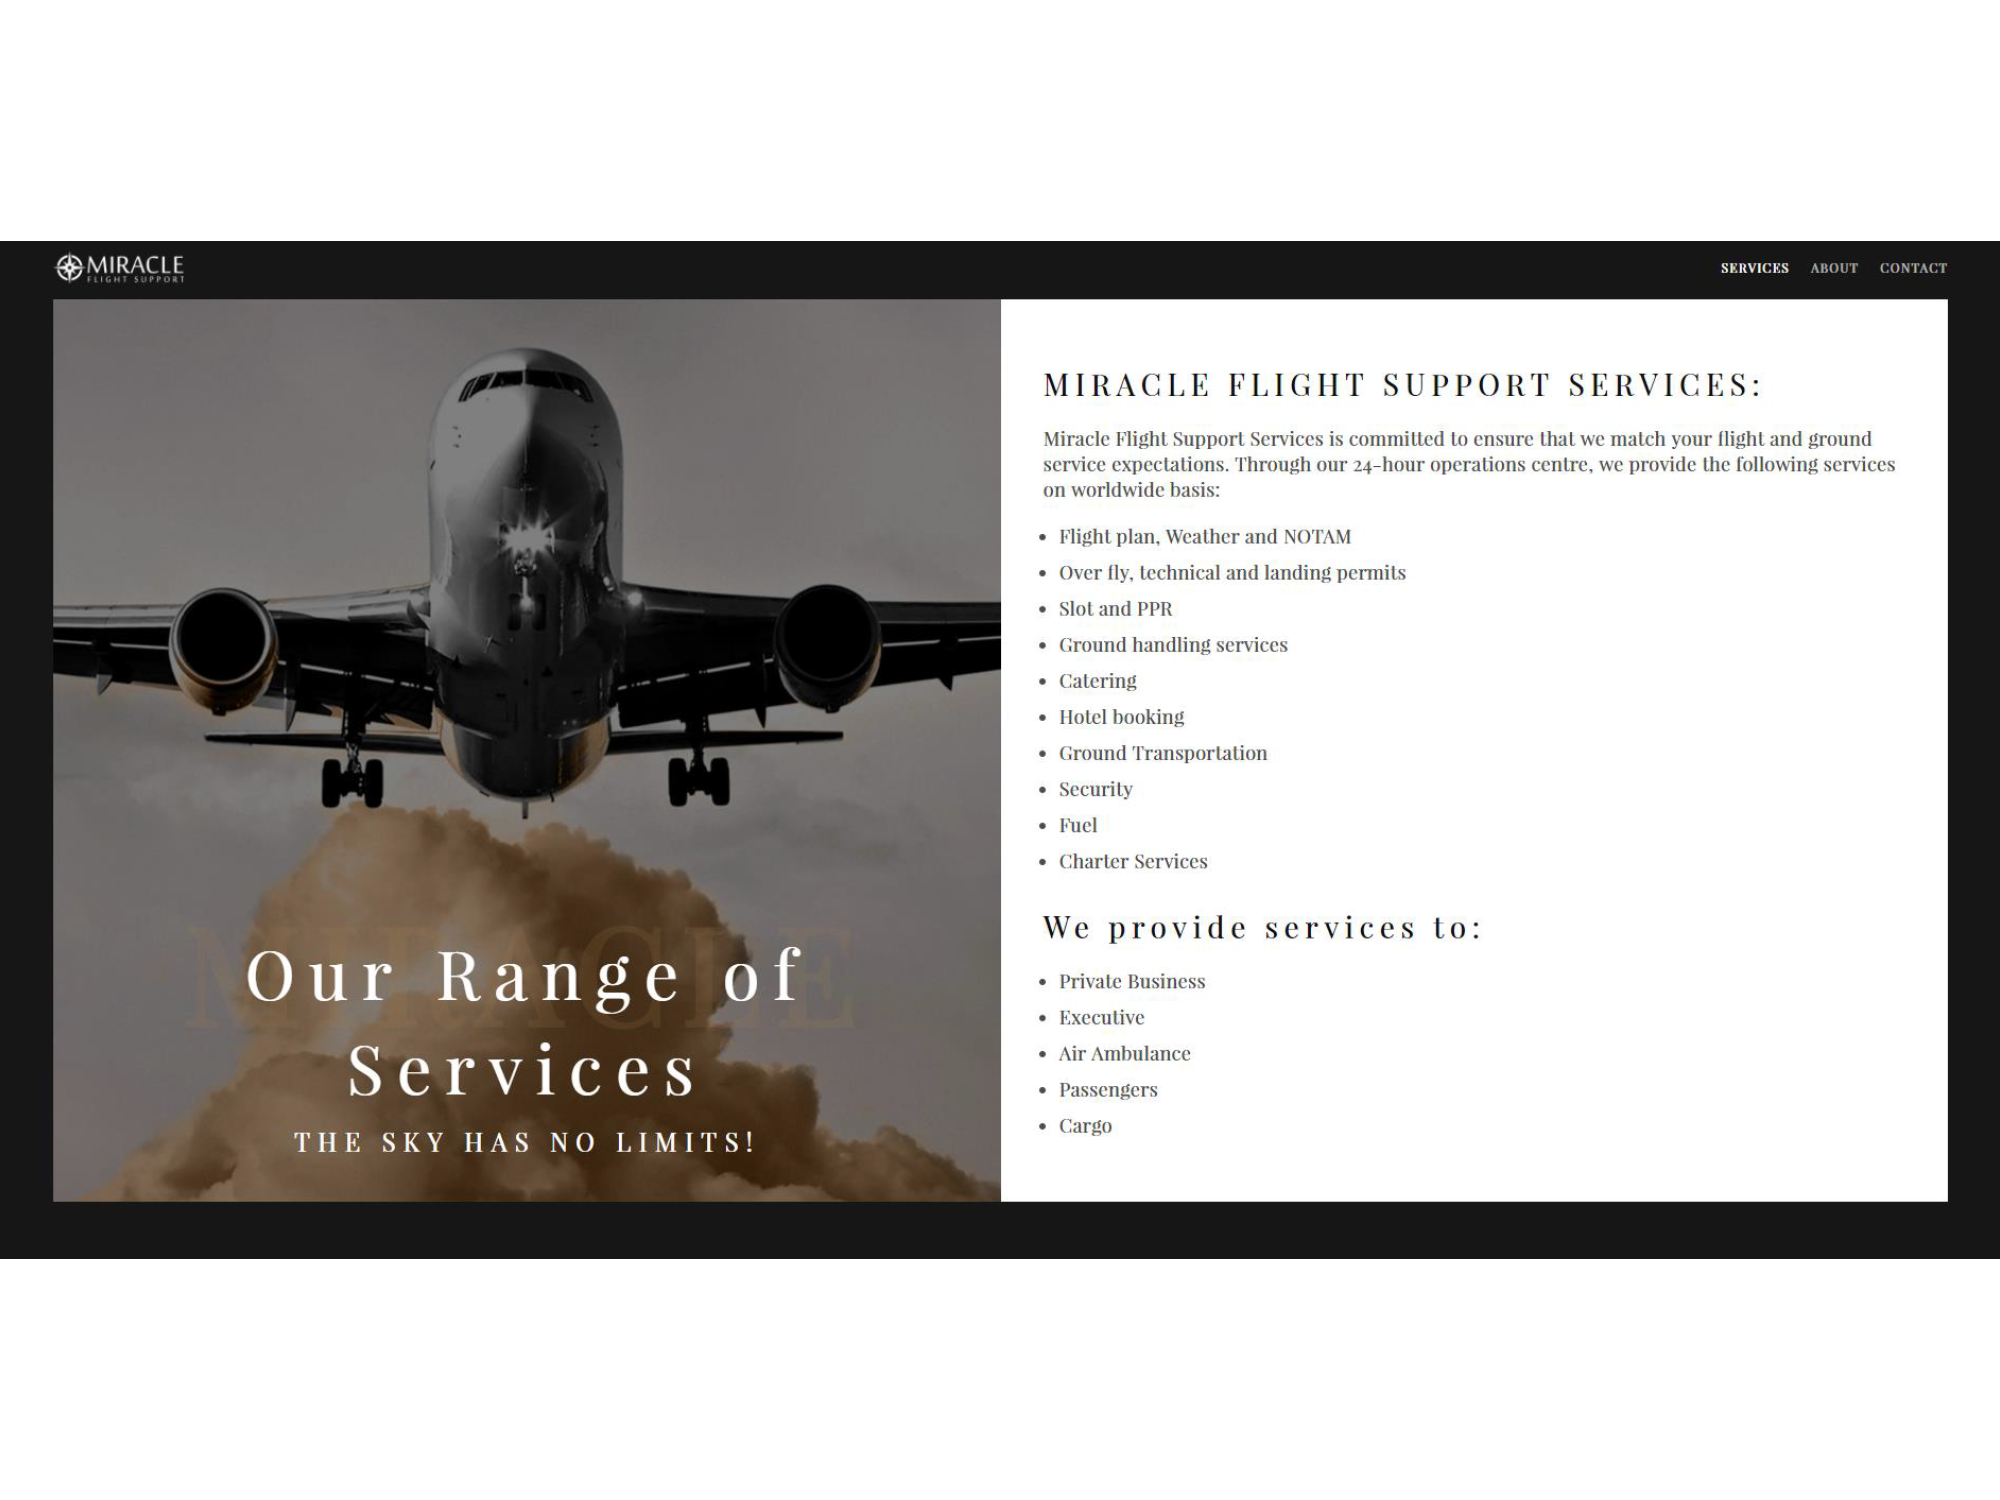 MIRACLE
FLIGHT SUPPORT
SERVICES ABOUT CONTACT
MIRACLE
Our Range of
Services
THE SKY HAS NO LIMITS!
MIRACLE FLIGHT SUPPORT SERVICES:
Miracle Flight Support Services is committed to ensure that we match your flight and ground
service expectations. Through our 24-hour operations centre, we provide the following services
on worldwide basis:
• Flight plan, Weather and NOTAM
• Over fly, technical and landing permits
• Slot and PPR
• Ground handling services
• Catering
• Hotel booking
• Ground Transportation
• Security
• Fuel
• Charter Services
We provide services to:
• Private Business
• Executive
• Air Ambulance
• Passengers
• Cargo